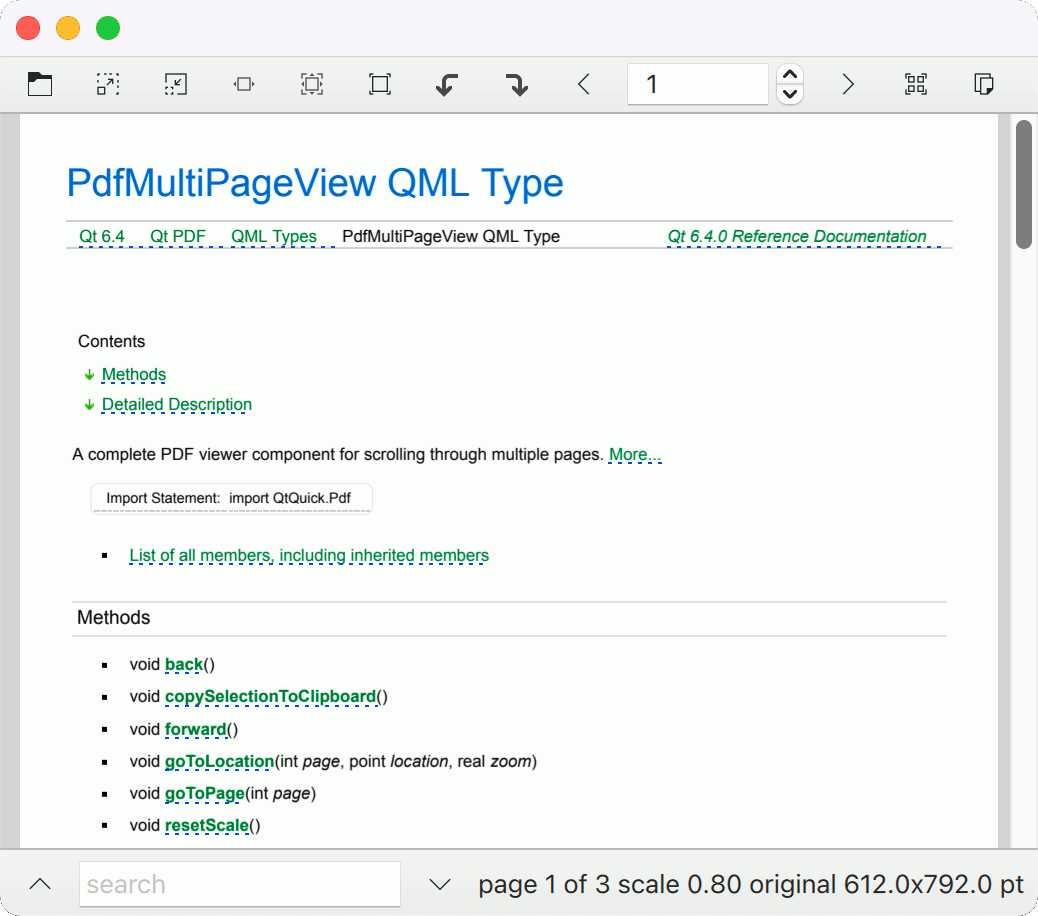 1
PdfMultiPageView QML Type
Qt 6.4 Qt PDF QML Types PdfMultiPageView QML Type Qt 6.4.0 Reference Documentation
Contents
Methods
Detailed Description
A complete PDF viewer component for scrolling through multiple pages. More...
Import Statement: import QtQuick.Pdf
List of all members, including inherited members
Methods
void back()
void copySelectionToClipboard()
void forward()
void goToLocation(int page, point location, real zoom)
void goToPage(int page)
void resetScale()
search page 1 of 3 scale 0.80 original 612.0x792.0 pt